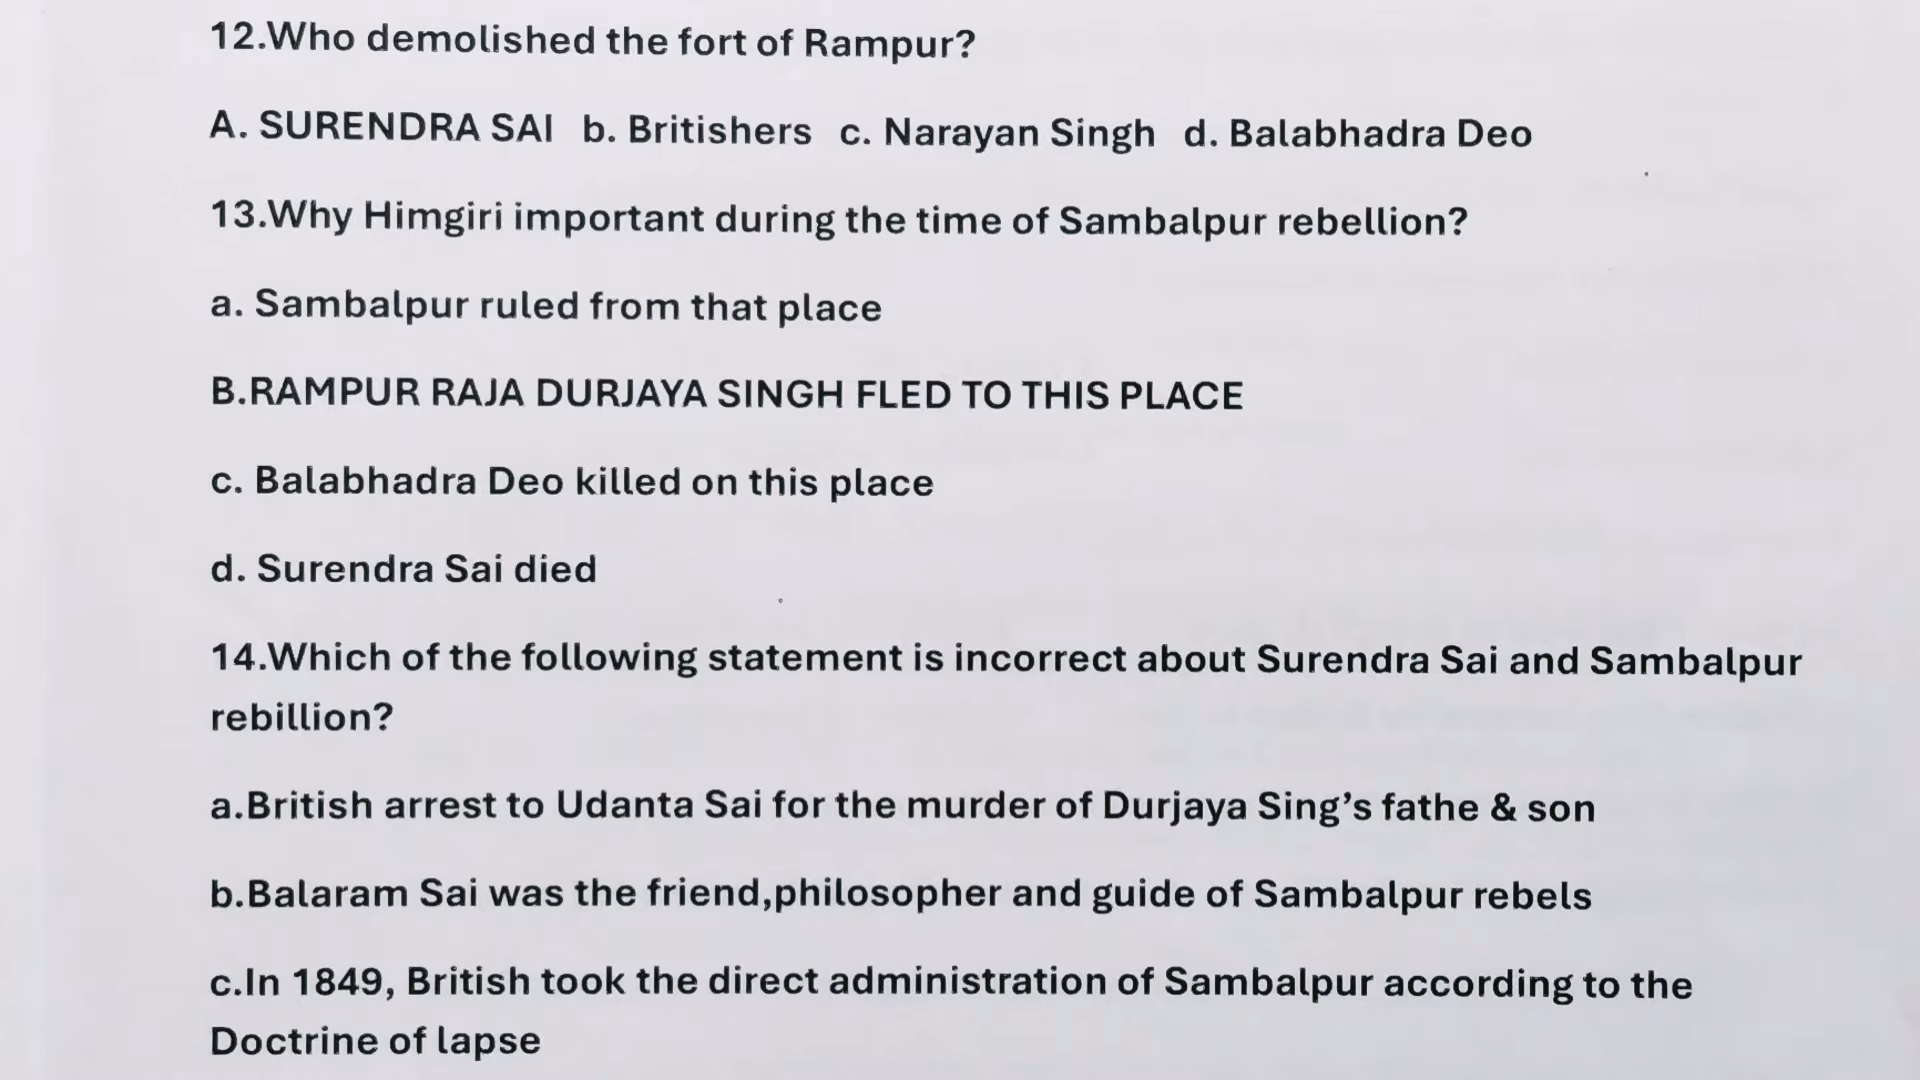 12.Who demolished the fort of Rampur?
A. SURENDRA SAI b. Britishers c. Narayan Singh d. Balabhadra Deo
13.Why Himgiri important during the time of Sambalpur rebellion?
a. Sambalpur ruled from that place
B.RAMPUR RAJA DURJAYA SINGH FLED TO THIS PLACE
c. Balabhadra Deo killed on this place
d. Surendra Sai died
14.Which of the following statement is incorrect about Surendra Sai and Sambalpur
rebillion?
a.British arrest to Udanta Sai for the murder of Durjaya Sing’s fathe & son
b.Balaram Sai was the friend,philosopher and guide of Sambalpur rebels
c.In 1849, British took the direct administration of Sambalpur according to the
Doctrine of lapse